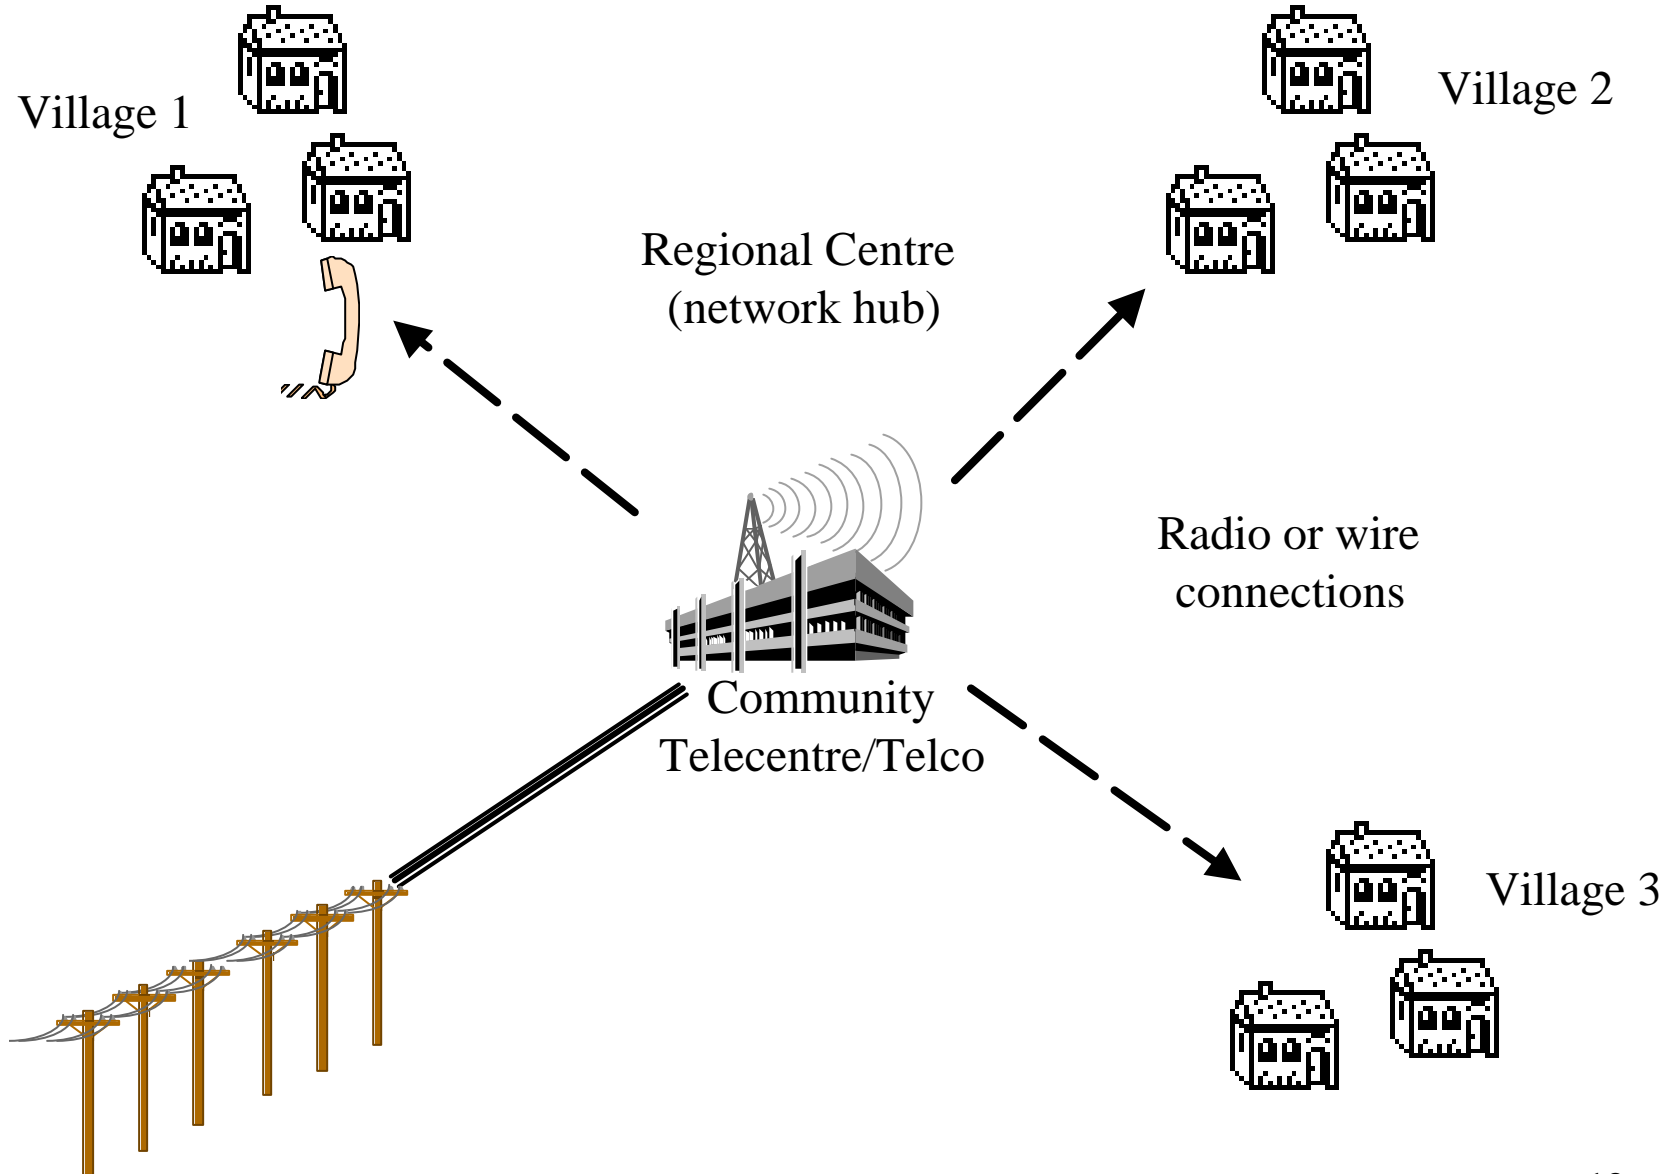 Village 1
Village 2
Regional Centre
(network hub)
Radio or wire
connections
Community
Telecentre/Telco
Village 3